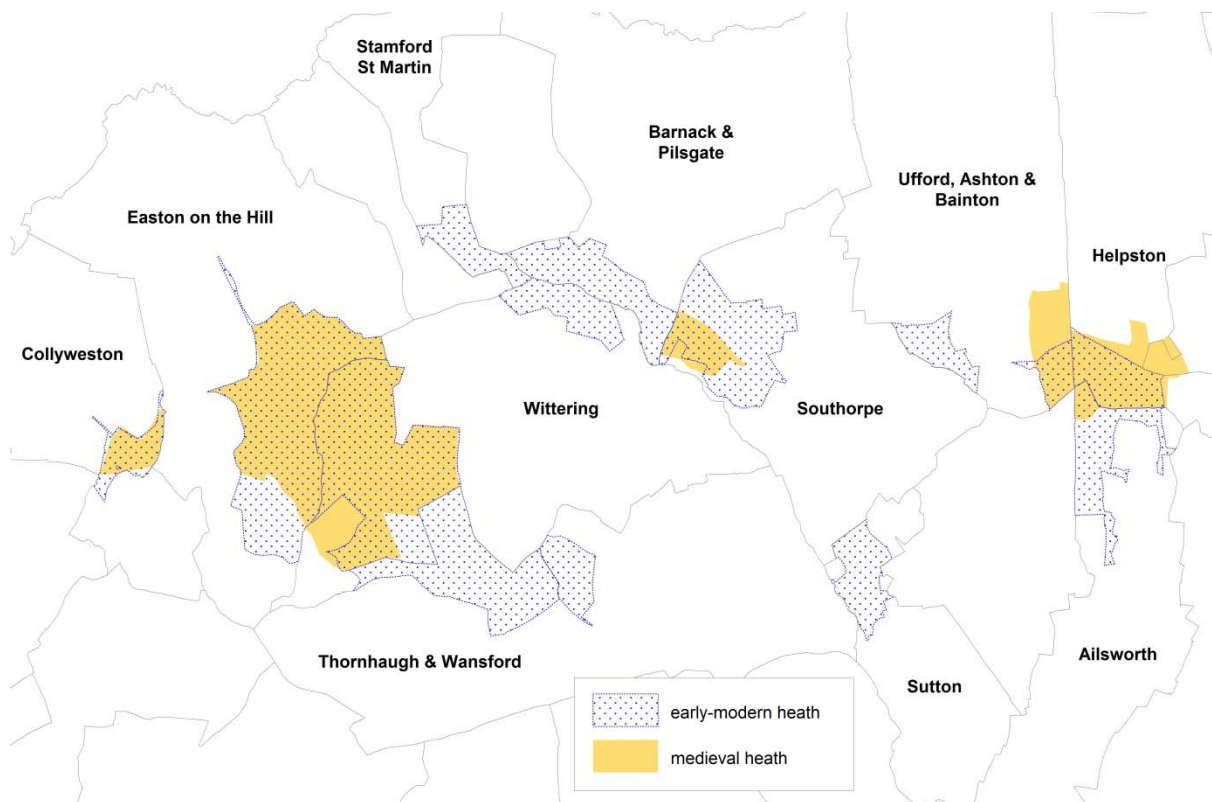 Stamford
St Martin
Barnack &
Pilsgate
Ufford, Ashton &
Bainton
Easton on the Hill
Helpston
Collyweston
Wittering
Southorpe
Thornhaugh & Wansford
Ailsworth
Sutton
early-modern heath
medieval heath